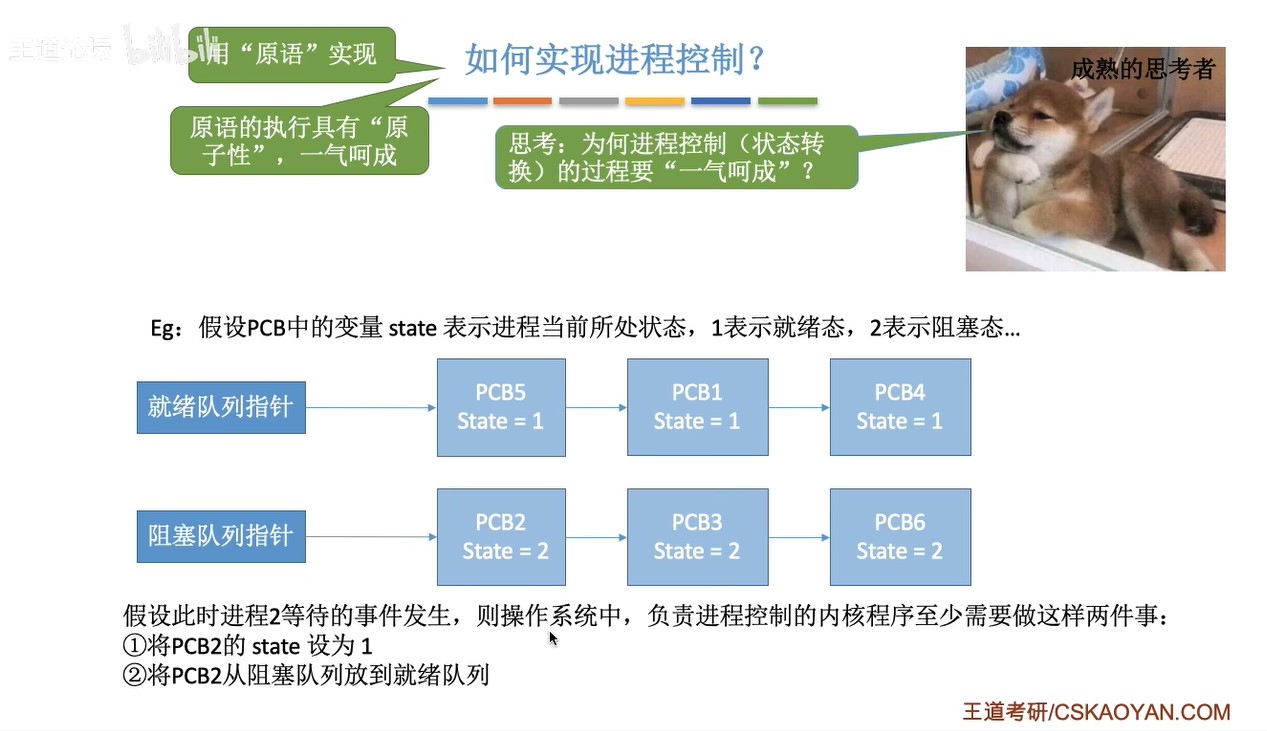 王道论坛 bilibili
用“原语”实现
如何实现进程控制？
成熟的思考者
原语的执行具有“原
子性”，一气呵成
思考：为何进程控制（状态转
换）的过程要“一气呵成”？
Eg：假设PCB中的变量 state 表示进程当前所处状态，1表示就绪态，2表示阻塞态...
就绪队列指针
PCB5
State = 1
PCB1
State = 1
PCB4
State = 1
阻塞队列指针
PCB2
State = 2
PCB3
State = 2
PCB6
State = 2
假设此时进程2等待的事件发生，则操作系统中，负责进程控制的内核程序至少需要做这样两件事：
①将PCB2的 state 设为 1
②将PCB2从阻塞队列放到就绪队列
王道考研/CSKAOYAN.COM